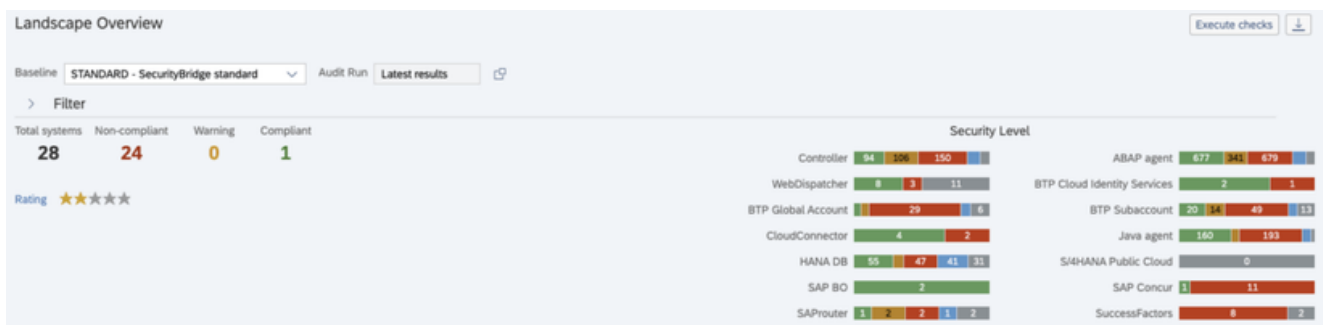 Landscape Overview
Execute checks
Baseline STANDARD - SecurityBridge standard Audit Run Latest results
Filter
Total systems Non-compliant Warning Compliant
28 24 0 1
Rating
Security Level
Controller 94 106 150
WebDispatcher 8 3 11
BTP Global Account 29 6
CloudConnector 4 2
HANA DB 55 47 41 31
SAP BO 2
SAProuter 1 2 2 1 2
ABAP agent 677 341 679
BTP Cloud Identity Services 2 1
BTP Subaccount 20 14 49 13
Java agent 160 193
S/4HANA Public Cloud 0
SAP Concur 1 11
SuccessFactors 8 2